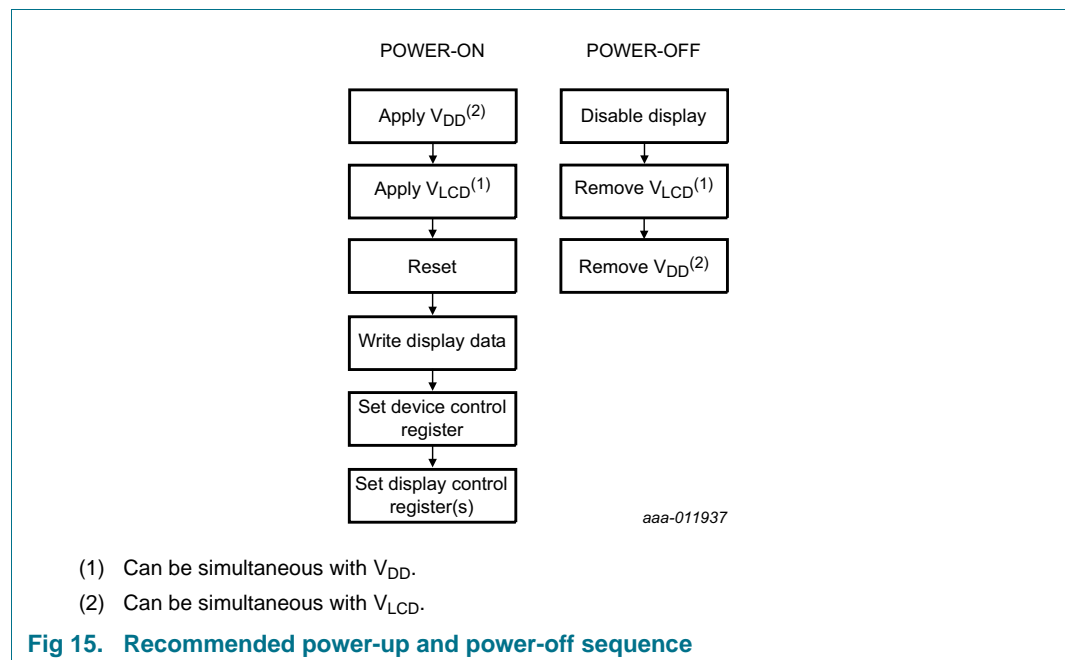 POWER-ON
Apply VDD(2)
Apply VLCD(1)
Reset
Write display data
Set device control
register
Set display control
register(s)
POWER-OFF
Disable display
Remove VLCD(1)
Remove VDD(2)
aaa-011937
(1) Can be simultaneous with VDD.
(2) Can be simultaneous with VLCD.
Fig 15. Recommended power-up and power-off sequence